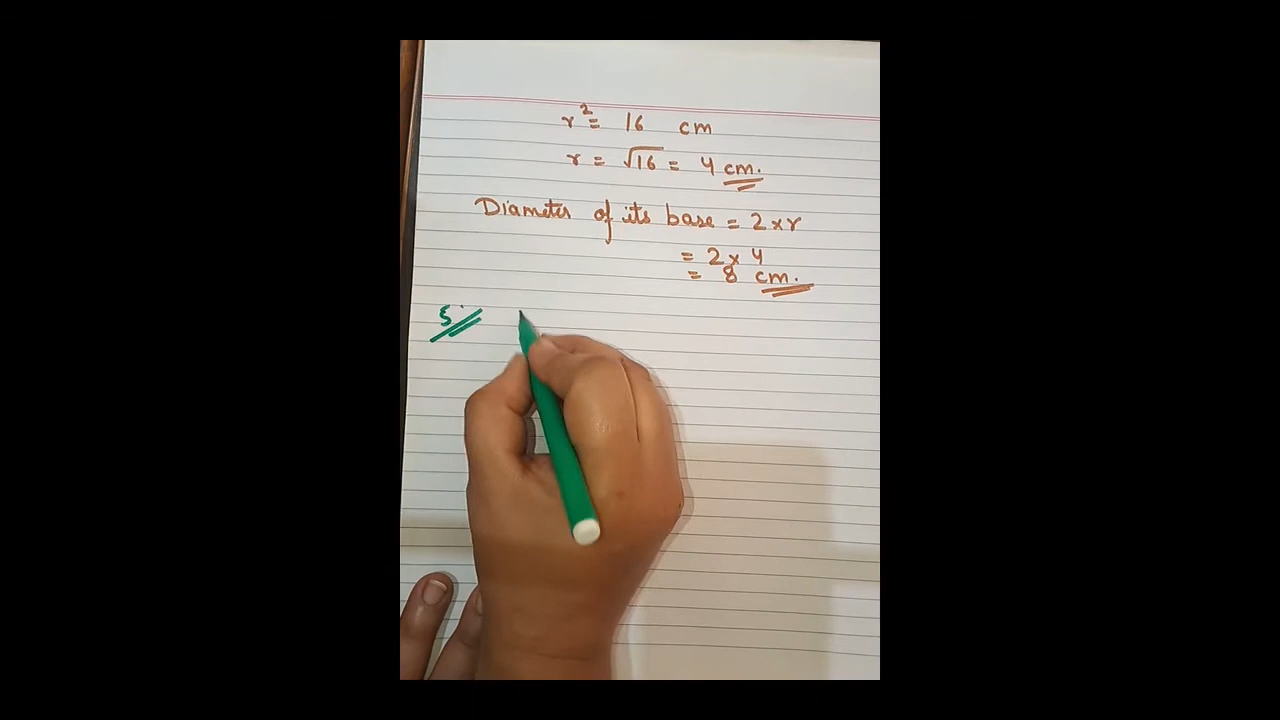 r² = 16 cm
r = √16 = 4 cm.
Diameter of its base = 2 × r
= 2 × 4
= 8 cm.
5.